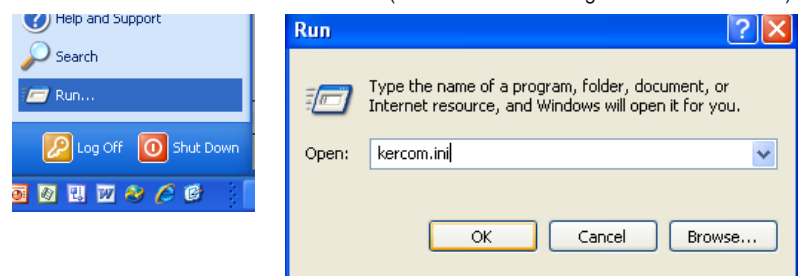 Help and Support
Search
Run...
Log Off Shut Down
Run
Type the name of a program, folder, document, or
Internet resource, and Windows will open it for you.
Open: kercom.ini
OK Cancel Browse...